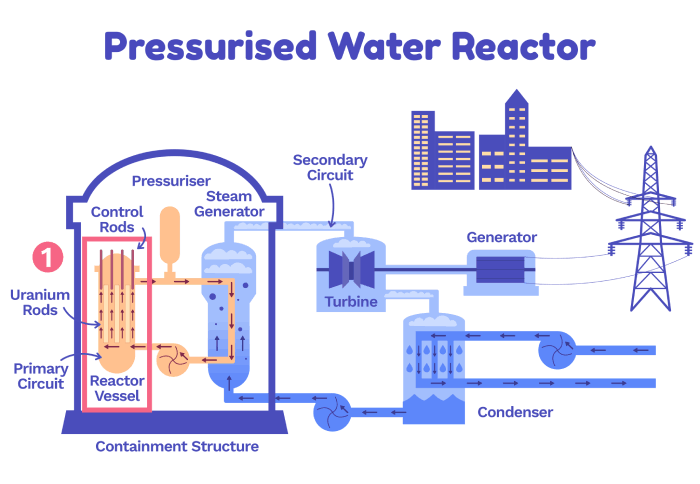 Pressurised Water Reactor
Secondary
Circuit
Pressuriser
Steam
Generator
Control
Rods
1
Generator
Uranium
Rods
Turbine
Primary
Circuit
Reactor
Vessel
Condenser
Containment Structure